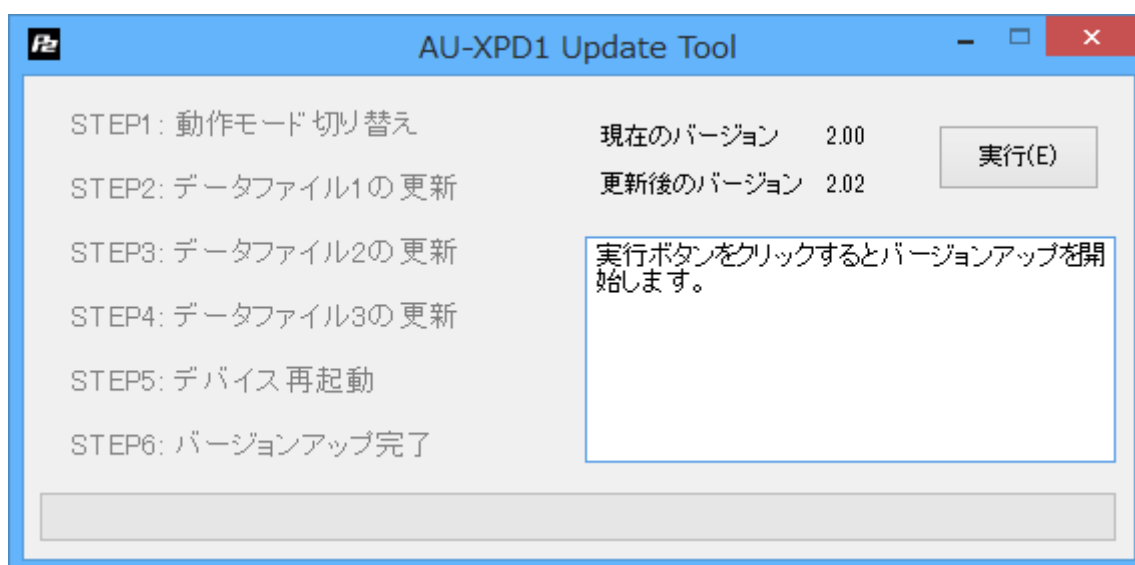 P2
AU-XPD1 Update Tool
STEP1: 動作モード切り替え
STEP2: データファイル1の更新
STEP3: データファイル2の更新
STEP4: データファイル3の更新
STEP5: デバイス再起動
STEP6: バージョンアップ完了
現在のバージョン 2.00
更新後のバージョン 2.02
実行(E)
実行ボタンをクリックするとバージョンアップを開
始します。